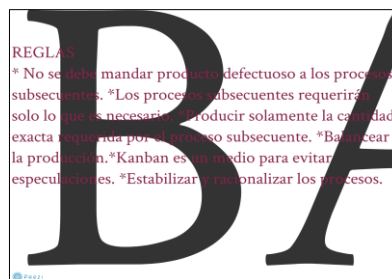 BA
REGLAS
* No se debe mandar producto defectuoso a los procesos
subsecuentes. *Los procesos subsecuentes requerirán
solo lo que es necesario. *Producir solamente la cantidad
exacta requerida por el proceso subsecuente. *Balancear
la producción.*Kanban es un medio para evitar
especulaciones. *Estabilizar y racionalizar los procesos.
Prezi